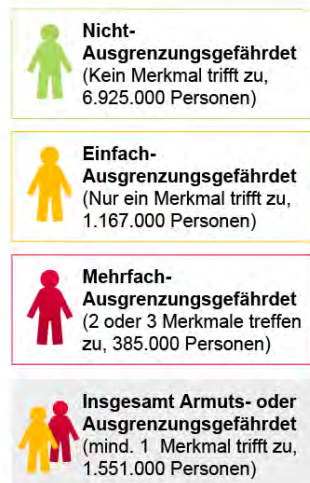 Nicht-
Ausgrenzungsgefährdet
(Kein Merkmal trifft zu,
6.925.000 Personen)
Einfach-
Ausgrenzungsgefährdet
(Nur ein Merkmal trifft zu,
1.167.000 Personen)
Mehrfach-
Ausgrenzungsgefährdet
(2 oder 3 Merkmale treffen
zu, 385.000 Personen)
Insgesamt Armuts- oder
Ausgrenzungsgefährdet
(mind. 1 Merkmal trifft zu,
1.551.000 Personen)